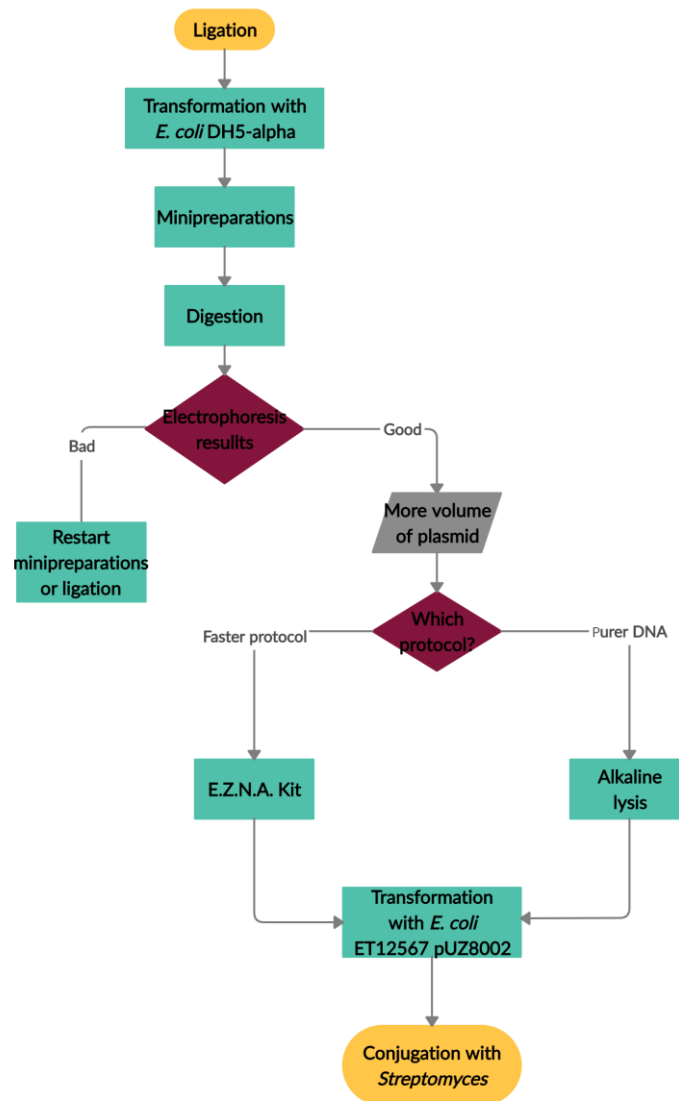 Ligation
Transformation with
E. coli DH5-alpha
Minipreparations
Digestion
Electrophoresis
resullts
Bad
Good
Restart
minipreparations
or ligation
More volume
of plasmid
Which
protocol?
Faster protocol
Purer DNA
E.Z.N.A. Kit
Alkaline
lysis
Transformation
with E. coli
ET12567 pUZ8002
Conjugation with
Streptomyces